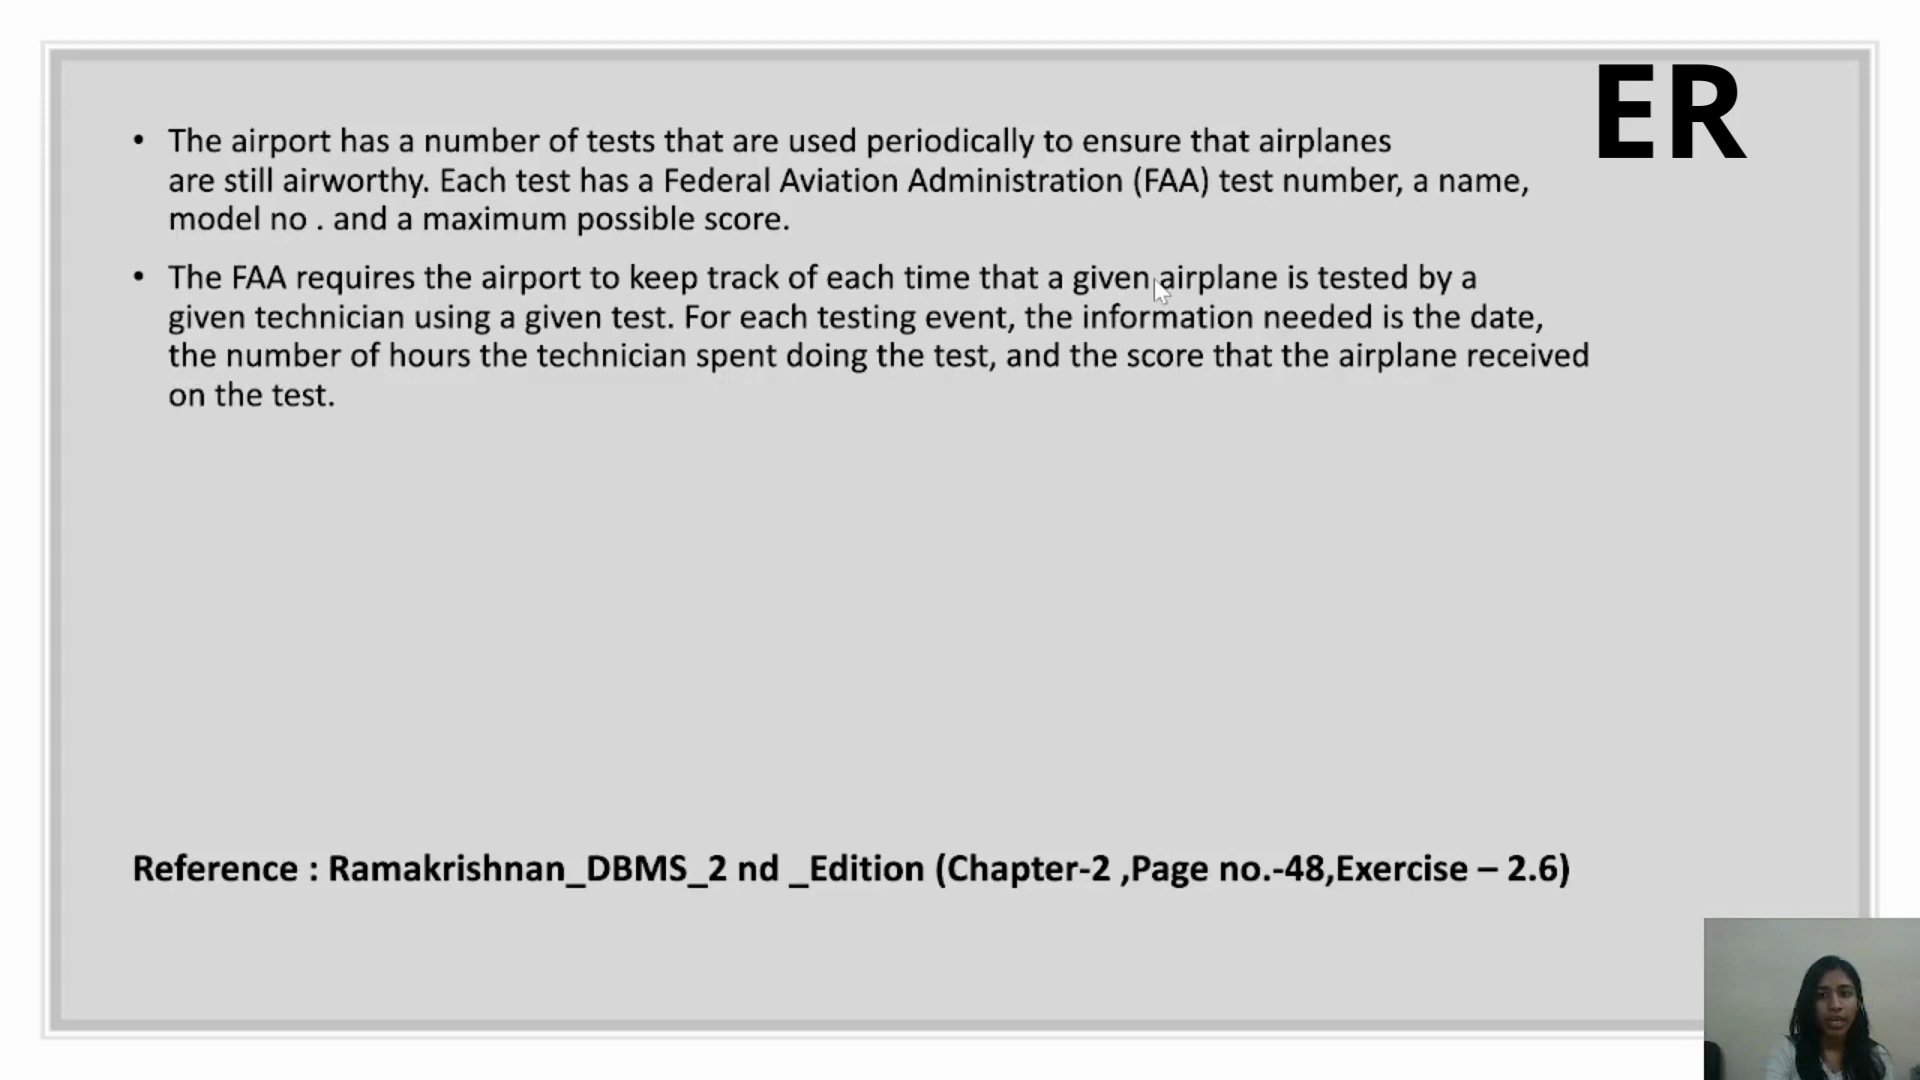 ER
• The airport has a number of tests that are used periodically to ensure that airplanes
are still airworthy. Each test has a Federal Aviation Administration (FAA) test number, a name,
model no . and a maximum possible score.
• The FAA requires the airport to keep track of each time that a given airplane is tested by a
given technician using a given test. For each testing event, the information needed is the date,
the number of hours the technician spent doing the test, and the score that the airplane received
on the test.
Reference : Ramakrishnan_DBMS_2 nd _Edition (Chapter-2 ,Page no.-48,Exercise – 2.6)